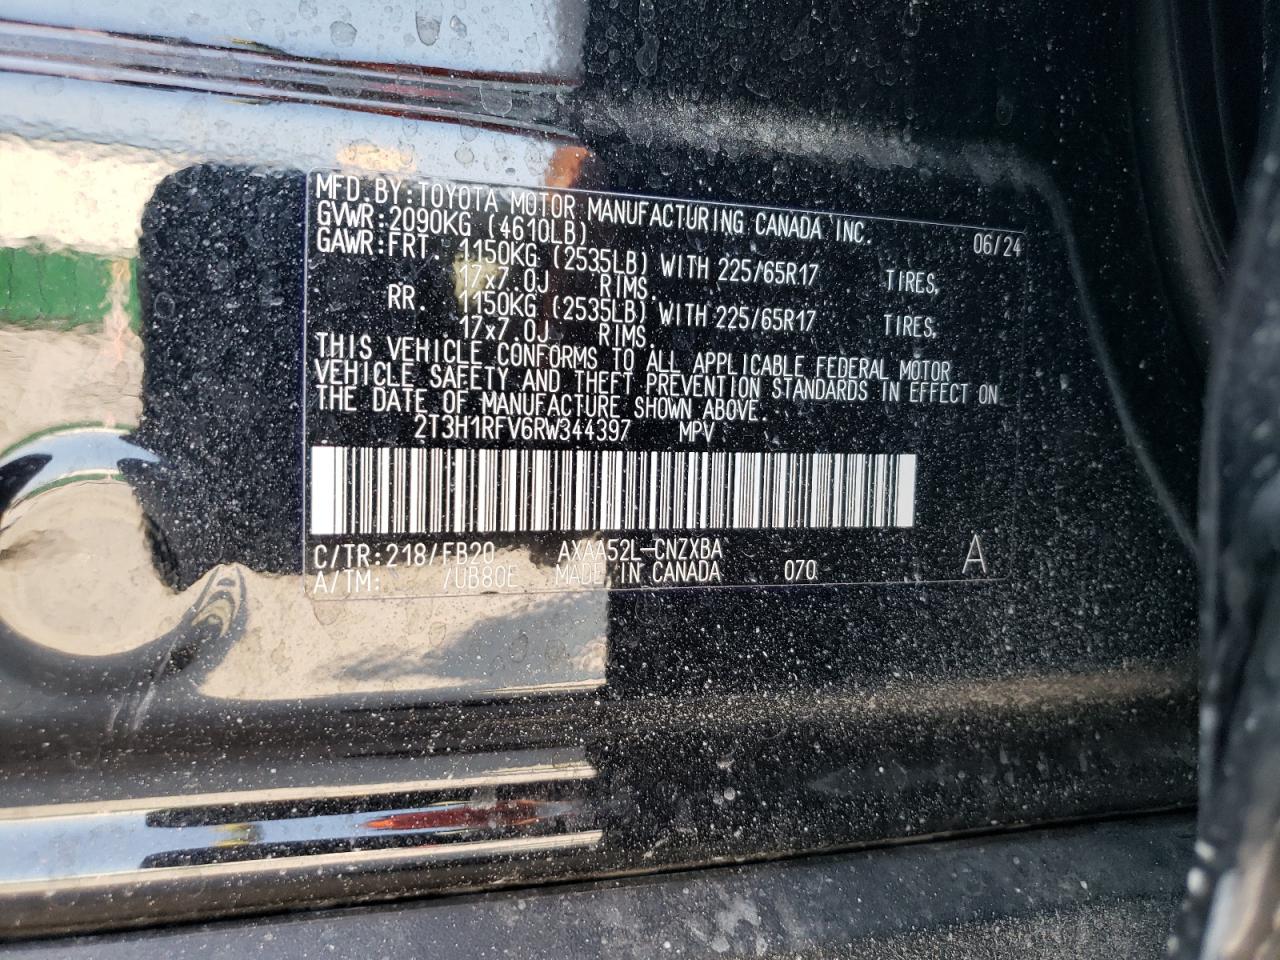 MFD.BY:TOYOTA MOTOR MANUFACTURING CANADA INC. 06/24
GVWR:2090KG (4610LB)
GAWR:FRT. 1150KG (2535LB) WITH 225/65R17 TIRES,
17x7.0J RIMS.
RR. 1150KG (2535LB) WITH 225/65R17 TIRES,
17x7.0J RIMS.
THIS VEHICLE CONFORMS TO ALL APPLICABLE FEDERAL MOTOR
VEHICLE SAFETY AND THEFT PREVENTION STANDARDS IN EFFECT ON
THE DATE OF MANUFACTURE SHOWN ABOVE.
2T3H1RFV6RW344397 MPV
C/TR:218/FB20 AXAA52L-CNZXBA A
A/TM: /UB80E MADE IN CANADA 070